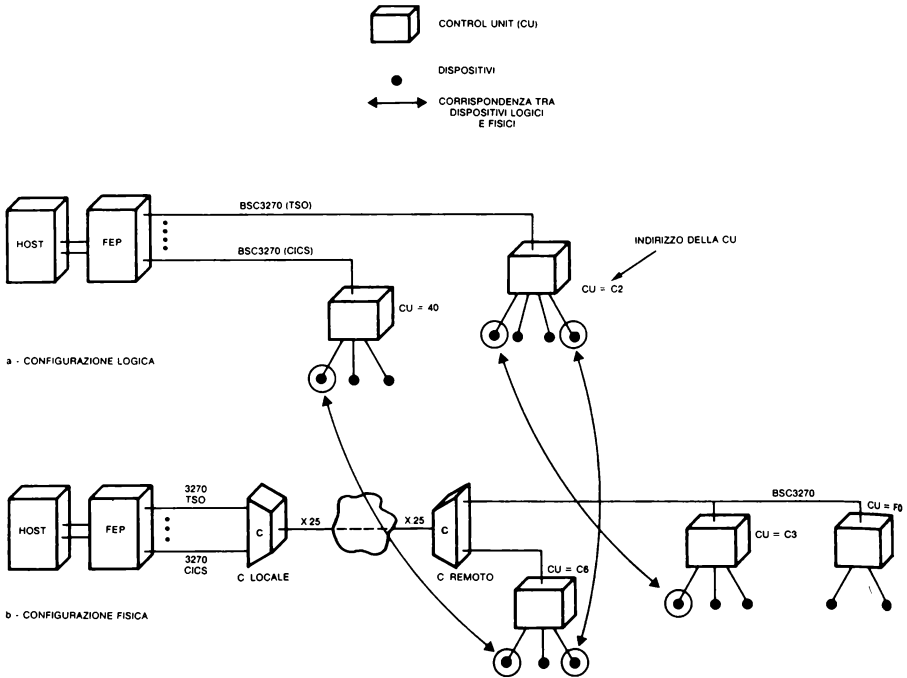 CONTROL UNIT (CU)
DISPOSITIVI
CORRISPONDENZA TRA
DISPOSITIVI LOGICI
E FISICI
BSC3270 (TSO)
HOST
FEP
BSC3270 (CICS)
INDIRIZZO DELLA CU
CU = C2
CU = 40
a - CONFIGURAZIONE LOGICA
3270
TSO
BSC3270
CU = F0
HOST
FEP
C
X 25
X 25
C
CU = C3
3270
CICS
C LOCALE
C REMOTO
CU = C6
b - CONFIGURAZIONE FISICA